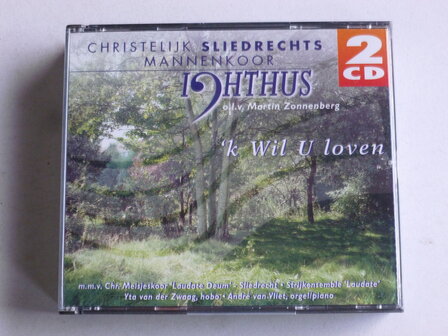 CHRISTELIJK SLIEDRECHTS
MANNENKOOR
IϽHTHUS
o.l.v. Martin Zonnenberg
2
CD
'k Wil U loven
m.m.v. Chr. Meisjeskoor 'Laudate Deum' - Sliedrecht • Strijkensemble 'Laudate'
Yta van der Zwaag, hobo • André van Vliet, orgel/piano